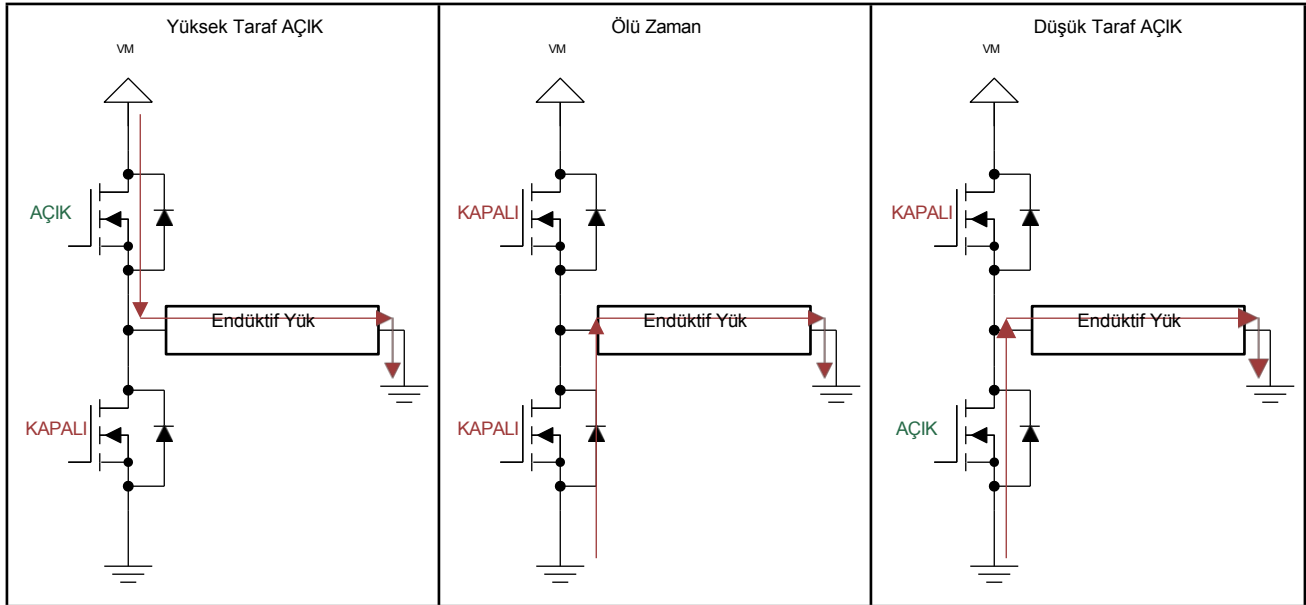 Yüksek Taraf AÇIK
VM
AÇIK
Endüktif Yük
KAPALI
Ölü Zaman
VM
KAPALI
Endüktif Yük
KAPALI
Düşük Taraf AÇIK
VM
KAPALI
Endüktif Yük
AÇIK